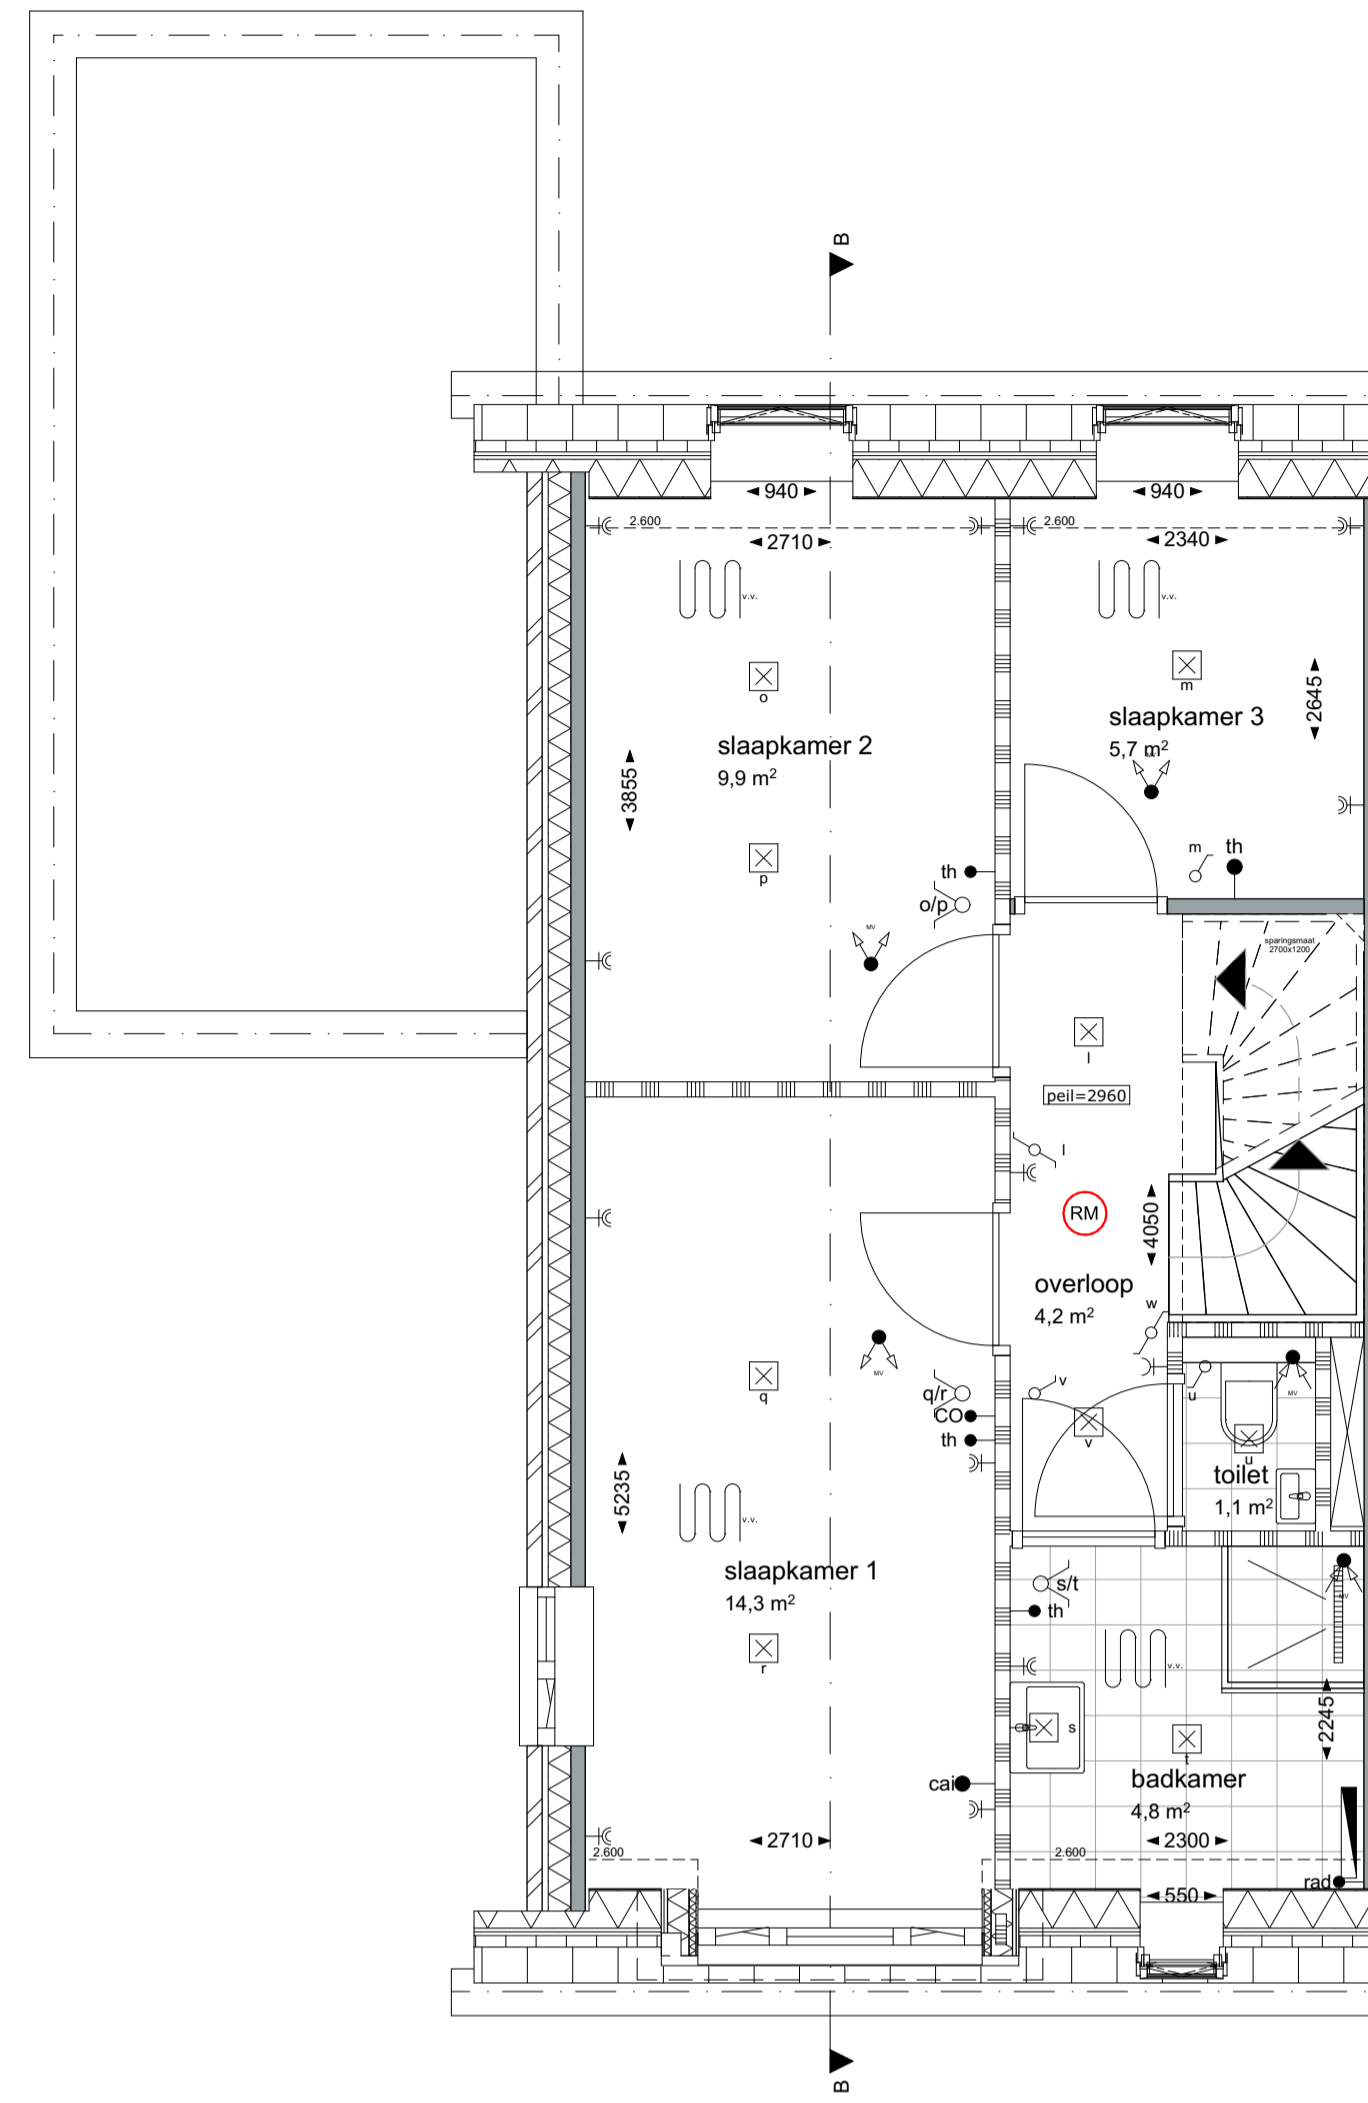 B
940
940
2.600
2.600
2710
2340
v.v.
v.v.
m
o
2645
slaapkamer 3
5,7 m²
slaapkamer 2
9,9 m²
3855
m
th
th
p
o/p
MV
sparingsmaat
2700x1200
l
peil=2960
l
RM
4050
overloop
4,2 m²
w
MV
q
q/r
v
u
MV
CO
v
th
u
toilet
1,1 m²
5235
v.v.
slaapkamer 1
14,3 m²
s/t
th
MV
r
v.v.
s
2245
t
badkamer
4,8 m²
cai
2710
2300
2.600
2.600
rad
550
B